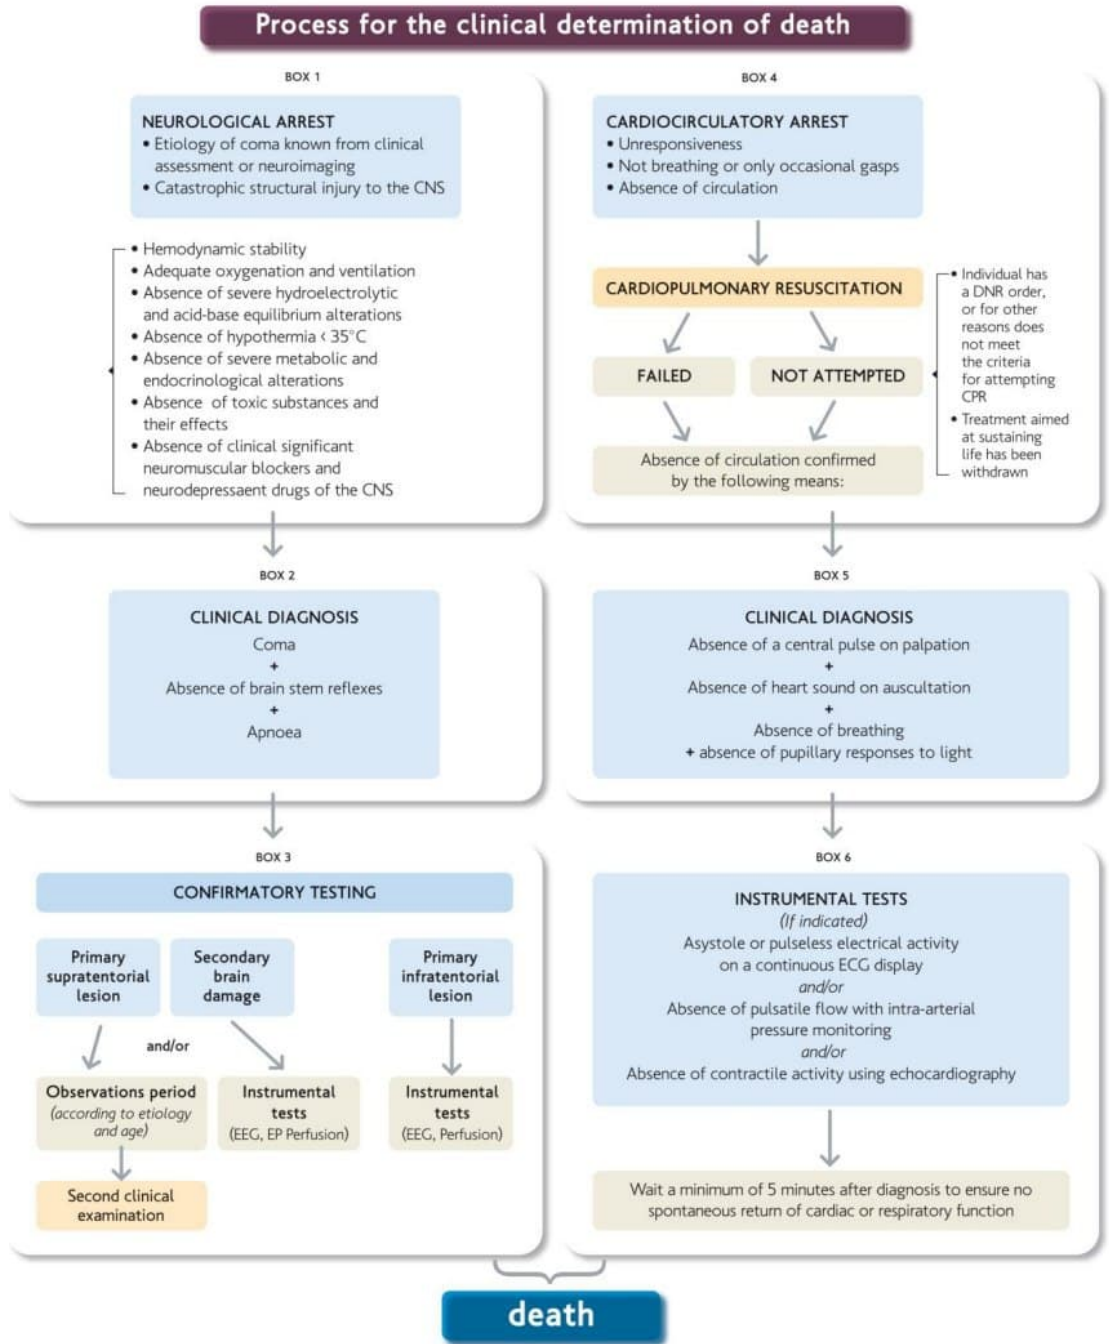 Process for the clinical determination of death
BOX 1
NEUROLOGICAL ARREST
• Etiology of coma known from clinical
assessment or neuroimaging
• Catastrophic structural injury to the CNS
• Hemodynamic stability
• Adequate oxygenation and ventilation
• Absence of severe hydroelectrolytic
and acid-base equilibrium alterations
• Absence of hypothermia < 35°C
• Absence of severe metabolic and
endocrinological alterations
• Absence of toxic substances and
their effects
• Absence of clinical significant
neuromuscular blockers and
neurodepressaent drugs of the CNS
BOX 2
CLINICAL DIAGNOSIS
Coma
+
Absence of brain stem reflexes
+
Apnoea
BOX 3
CONFIRMATORY TESTING
Primary
supratentorial
lesion
Secondary
brain
damage
Primary
infratentorial
lesion
and/or
Observations period
(according to etiology
and age)
Instrumental
tests
(EEG, EP Perfusion)
Instrumental
tests
(EEG, Perfusion)
Second clinical
examination
BOX 4
CARDIOCIRCULATORY ARREST
• Unresponsiveness
• Not breathing or only occasional gasps
• Absence of circulation
CARDIOPULMONARY RESUSCITATION
FAILED
NOT ATTEMPTED
• Individual has
a DNR order,
or for other
reasons does
not meet
the criteria
for attempting
CPR
• Treatment aimed
at sustaining
life has been
withdrawn
Absence of circulation confirmed
by the following means:
BOX 5
CLINICAL DIAGNOSIS
Absence of a central pulse on palpation
+
Absence of heart sound on auscultation
+
Absence of breathing
+ absence of pupillary responses to light
BOX 6
INSTRUMENTAL TESTS
(If indicated)
Asystole or pulseless electrical activity
on a continuous ECG display
and/or
Absence of pulsatile flow with intra-arterial
pressure monitoring
and/or
Absence of contractile activity using echocardiography
Wait a minimum of 5 minutes after diagnosis to ensure no
spontaneous return of cardiac or respiratory function
death